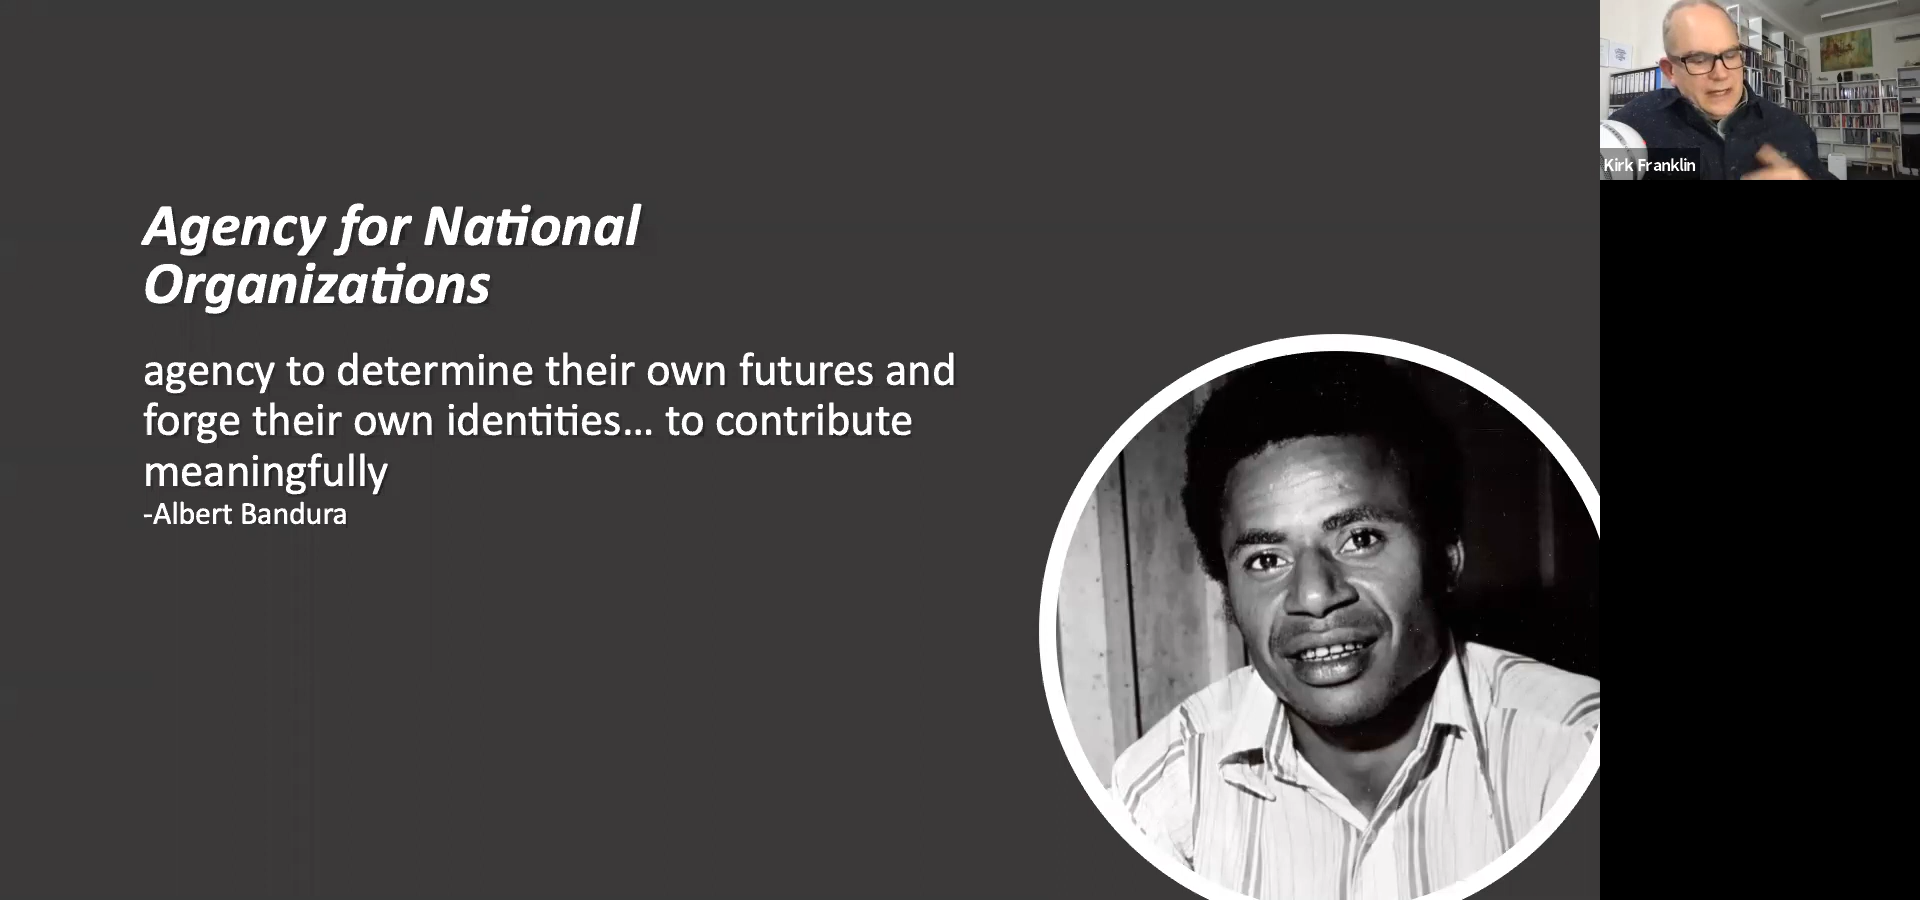 Agency for National
Organizations
agency to determine their own futures and
forge their own identities... to contribute
meaningfully
-Albert Bandura
Kirk Franklin